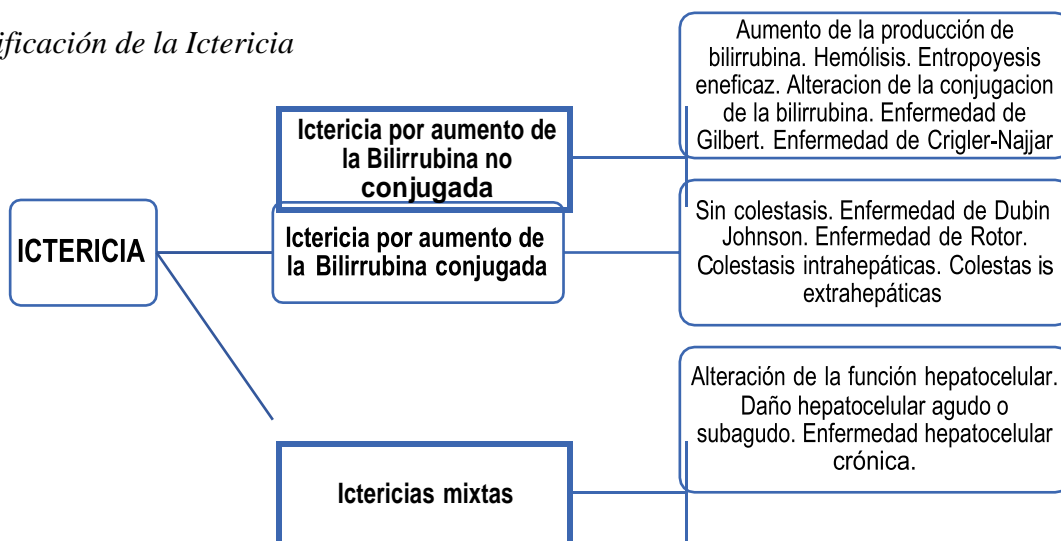 ificación de la Ictericia
ICTERICIA
Ictericia por aumento de
la Bilirrubina no
conjugada
Aumento de la producción de
bilirrubina. Hemólisis. Entropoyesis
eneficaz. Alteracion de la conjugacion
de la bilirrubina. Enfermedad de
Gilbert. Enfermedad de Crigler-Najjar
Ictericia por aumento de
la Bilirrubina conjugada
Sin colestasis. Enfermedad de Dubin
Johnson. Enfermedad de Rotor.
Colestasis intrahepáticas. Colestas is
extrahepáticas
Ictericias mixtas
Alteración de la función hepatocelular.
Daño hepatocelular agudo o
subagudo. Enfermedad hepatocelular
crónica.